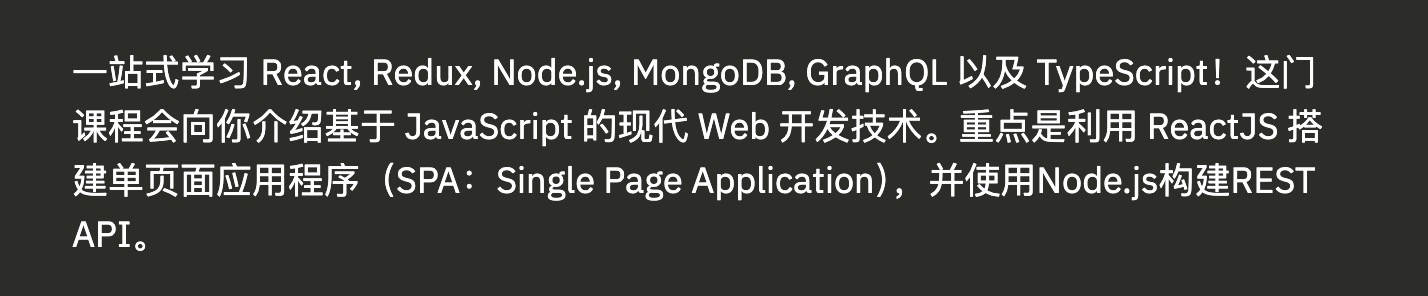 一站式学习 React, Redux, Node.js, MongoDB, GraphQL 以及 TypeScript！这门
课程会向你介绍基于 JavaScript 的现代 Web 开发技术。重点是利用 ReactJS 搭
建单页面应用程序（SPA：Single Page Application），并使用Node.js构建REST
API。